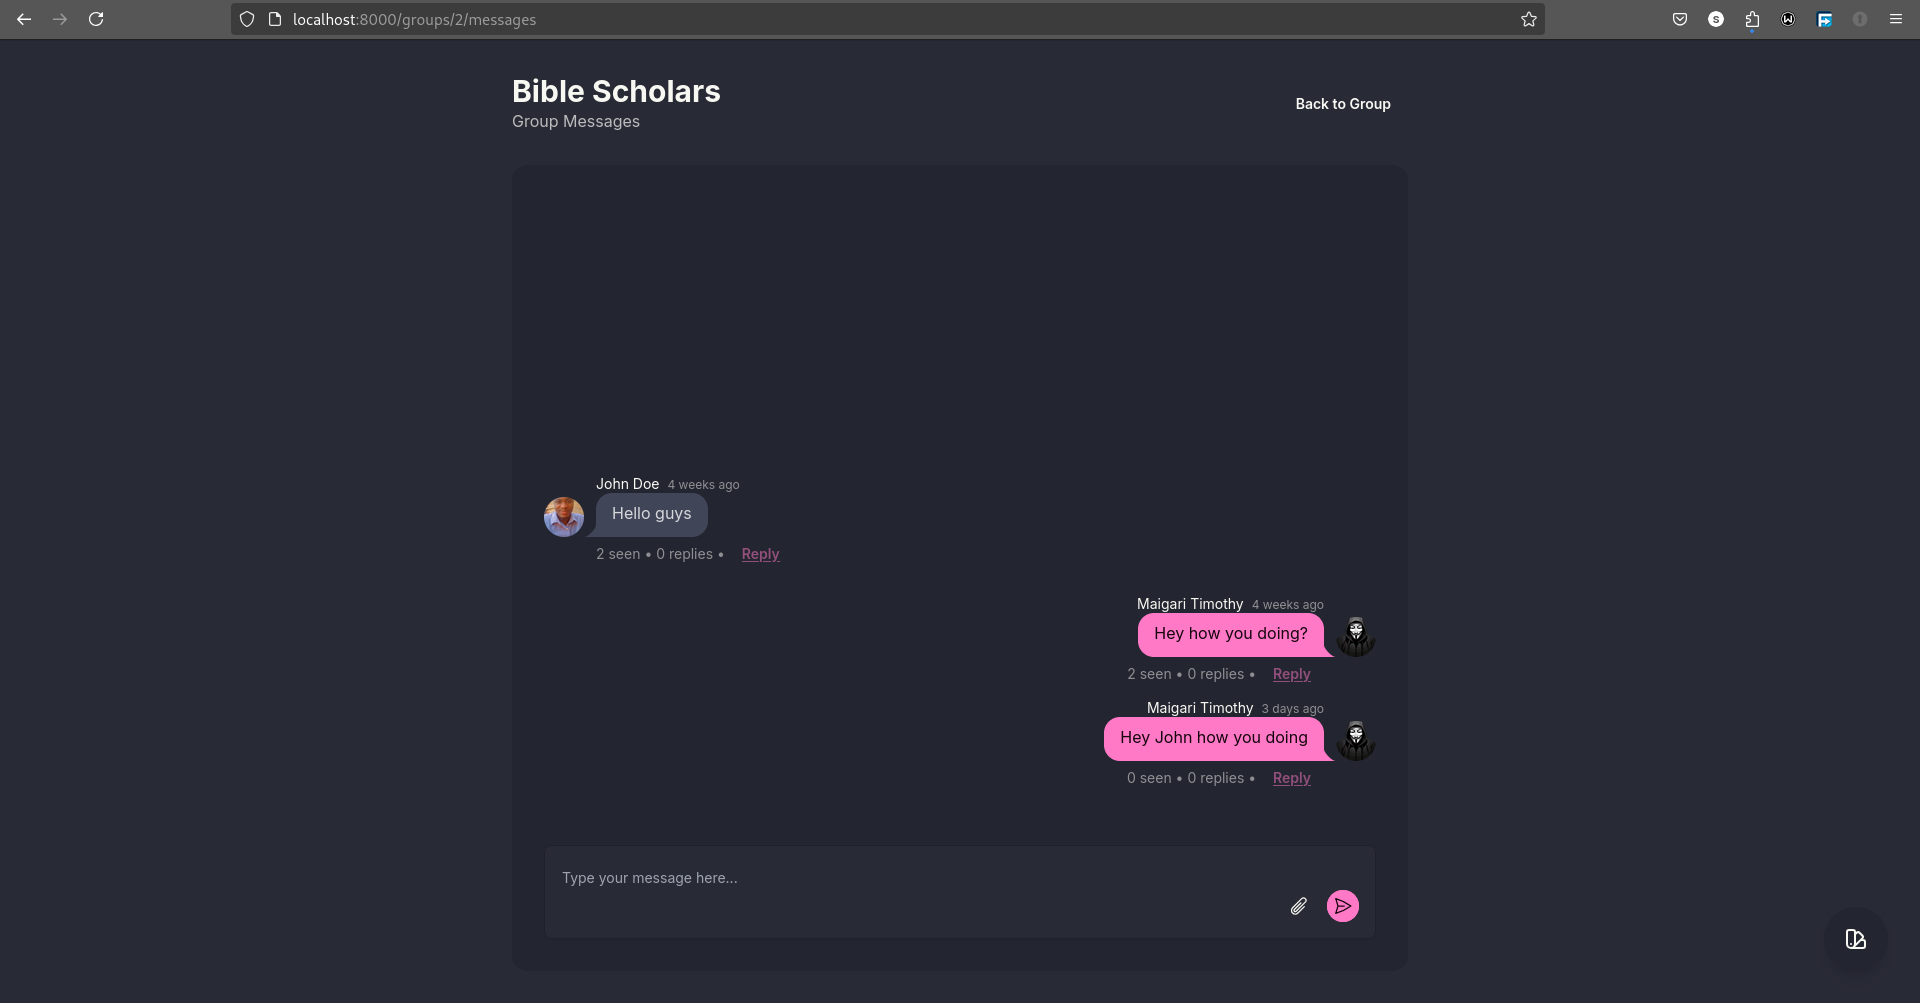 localhost:8000/groups/2/messages
Bible Scholars
Group Messages
Back to Group
John Doe 4 weeks ago
Hello guys
2 seen • 0 replies • Reply
Maigari Timothy 4 weeks ago
Hey how you doing?
2 seen • 0 replies • Reply
Maigari Timothy 3 days ago
Hey John how you doing
0 seen • 0 replies • Reply
Type your message here...